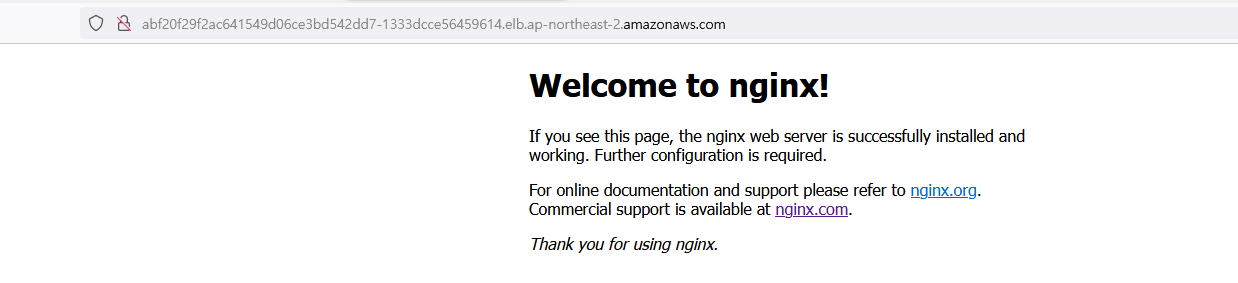 abf20f29f2ac641549d06ce3bd542dd7-1333dcce56459614.elb.ap-northeast-2.amazonaws.com
Welcome to nginx!
If you see this page, the nginx web server is successfully installed and
working. Further configuration is required.
For online documentation and support please refer to nginx.org.
Commercial support is available at nginx.com.
Thank you for using nginx.